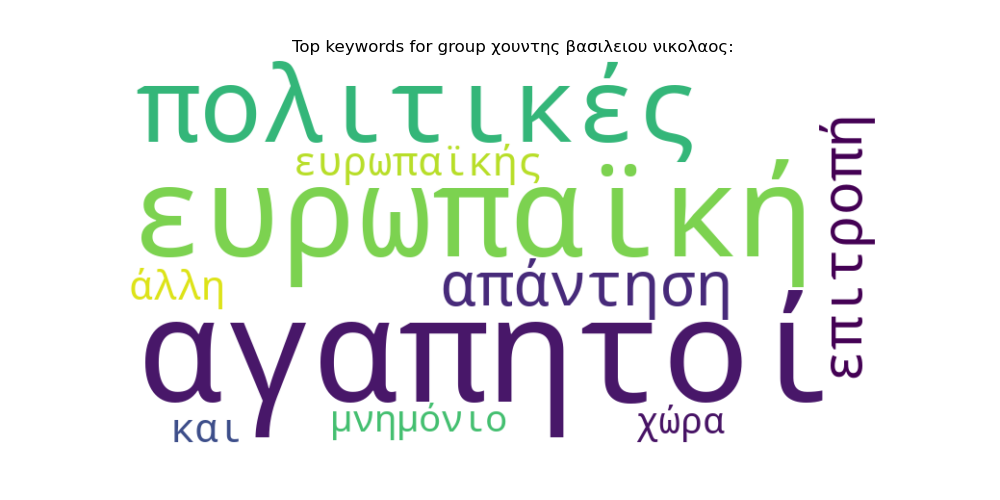 Top keywords for group χουντης βασιλειου νικολαος:
πολιτικές
ευρωπαϊκής
ευρωπαϊκή
επιτροπή
άλλη
απάντηση
αγαπητοί
και
μνημόνιο
χώρα